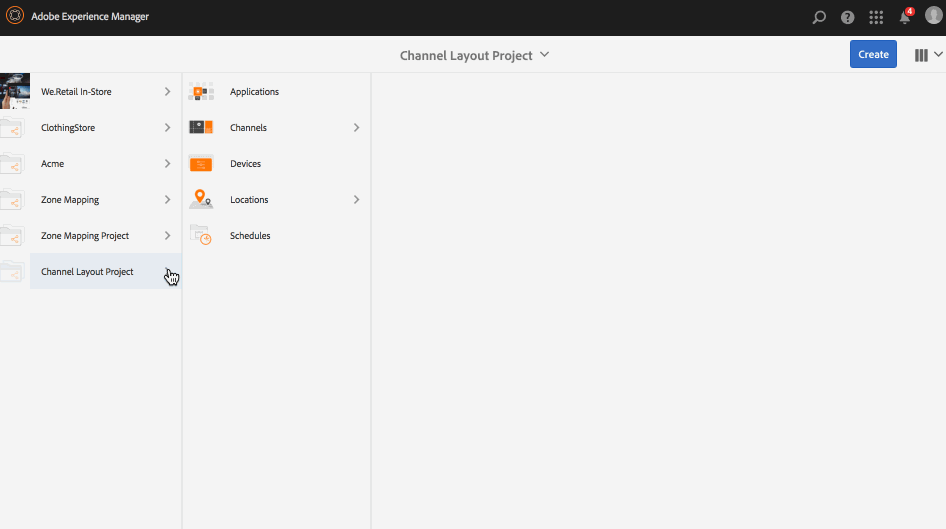 Adobe Experience Manager
4
Channel Layout Project
Create
We.Retail In-Store
ClothingStore
Acme
Zone Mapping
Zone Mapping Project
Channel Layout Project
Applications
Channels
Devices
Locations
Schedules